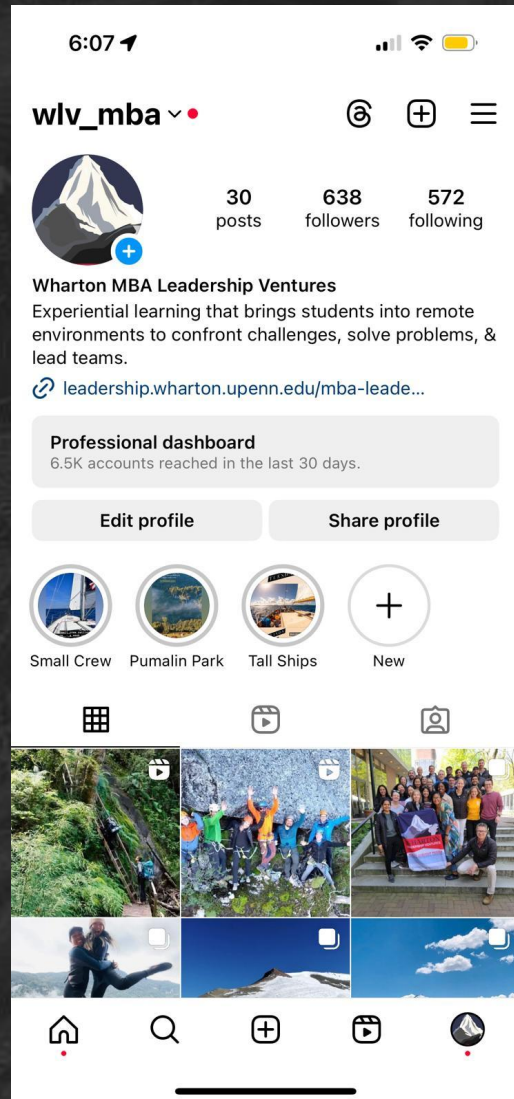 6:07
wlv_mba
30
posts
638
followers
572
following
Wharton MBA Leadership Ventures
Experiential learning that brings students into remote
environments to confront challenges, solve problems, &
lead teams.
leadership.wharton.upenn.edu/mba-leade...
Professional dashboard
6.5K accounts reached in the last 30 days.
Edit profile
Share profile
Small Crew
Pumalin Park
Tall Ships
New